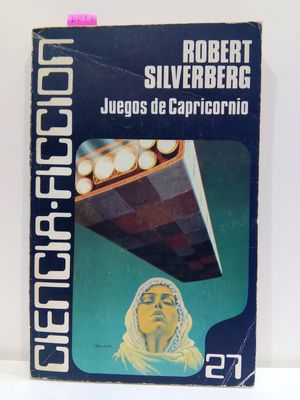 ROBERT
SILVERBERG
Juegos de Capricornio
CIENCIA-FICCION
27